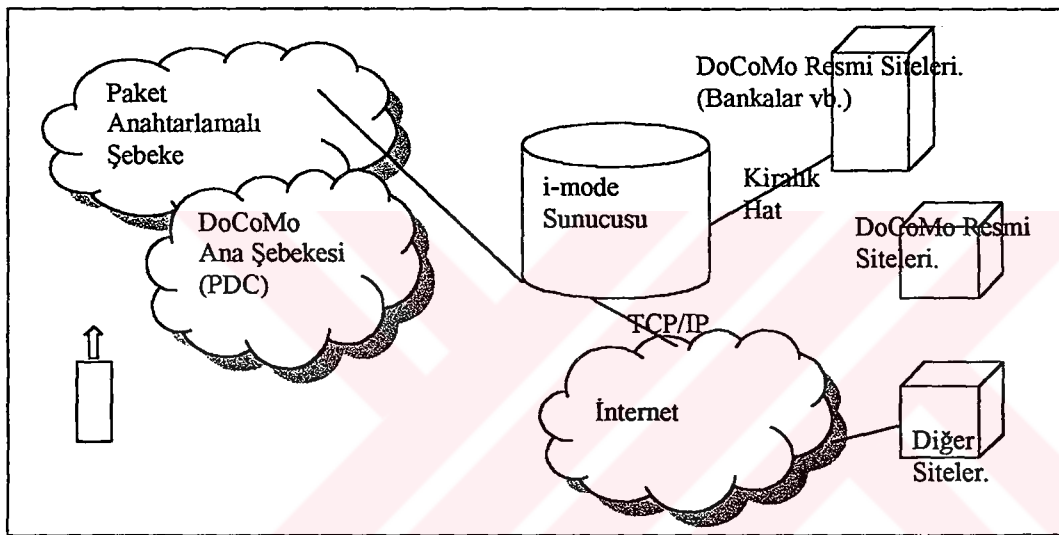 Paket
Anahtarlamalı
Şebeke
DoCoMo
Ana Şebekesi
(PDC)
i-mode
Sunucusu
DoCoMo Resmi Siteleri.
(Bankalar vb.)
Kiralık
Hat
DoCoMo Resmi
Siteleri.
TCP/IP
İnternet
Diğer
Siteler.